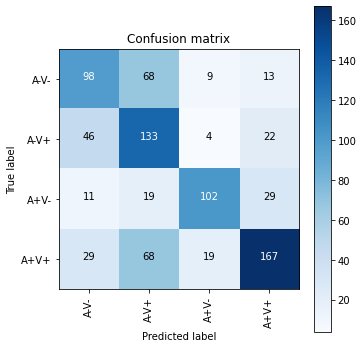 Confusion matrix
True label
A-V- 98 68 9 13
A-V+ 46 133 4 22
A+V- 11 19 102 29
A+V+ 29 68 19 167
A-V- A-V+ A+V- A+V+
Predicted label
160
140
120
100
80
60
40
20